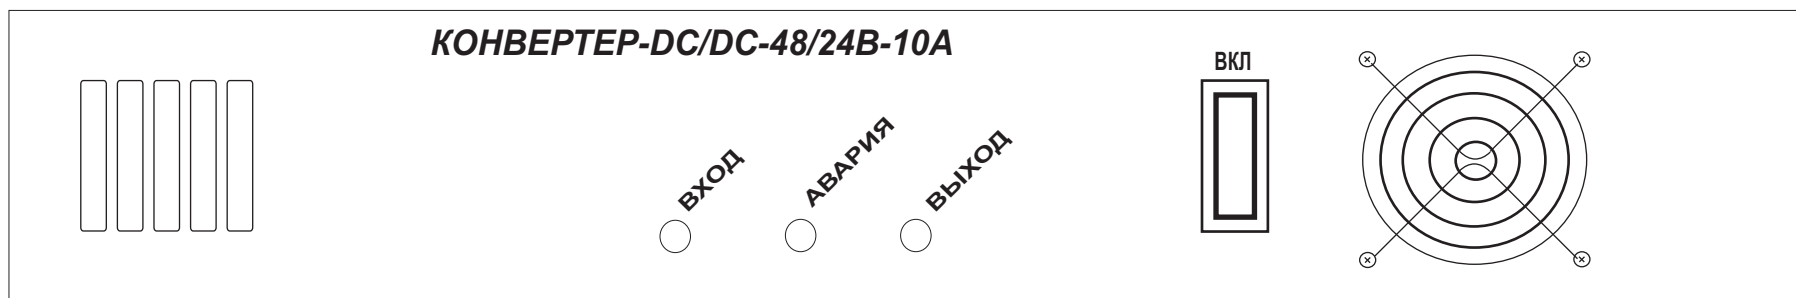 КОНВЕРТЕР-DC/DC-48/24В-10А
ВКЛ
ВХОД
АВАРИЯ
ВЫХОД